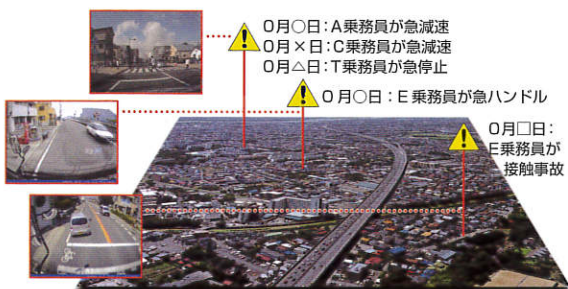 0月○日：A乗務員が急減速
0月×日：C乗務員が急減速
0月△日：T乗務員が急停止
0月○日：E乗務員が急ハンドル
0月□日：
E乗務員が
接触事故